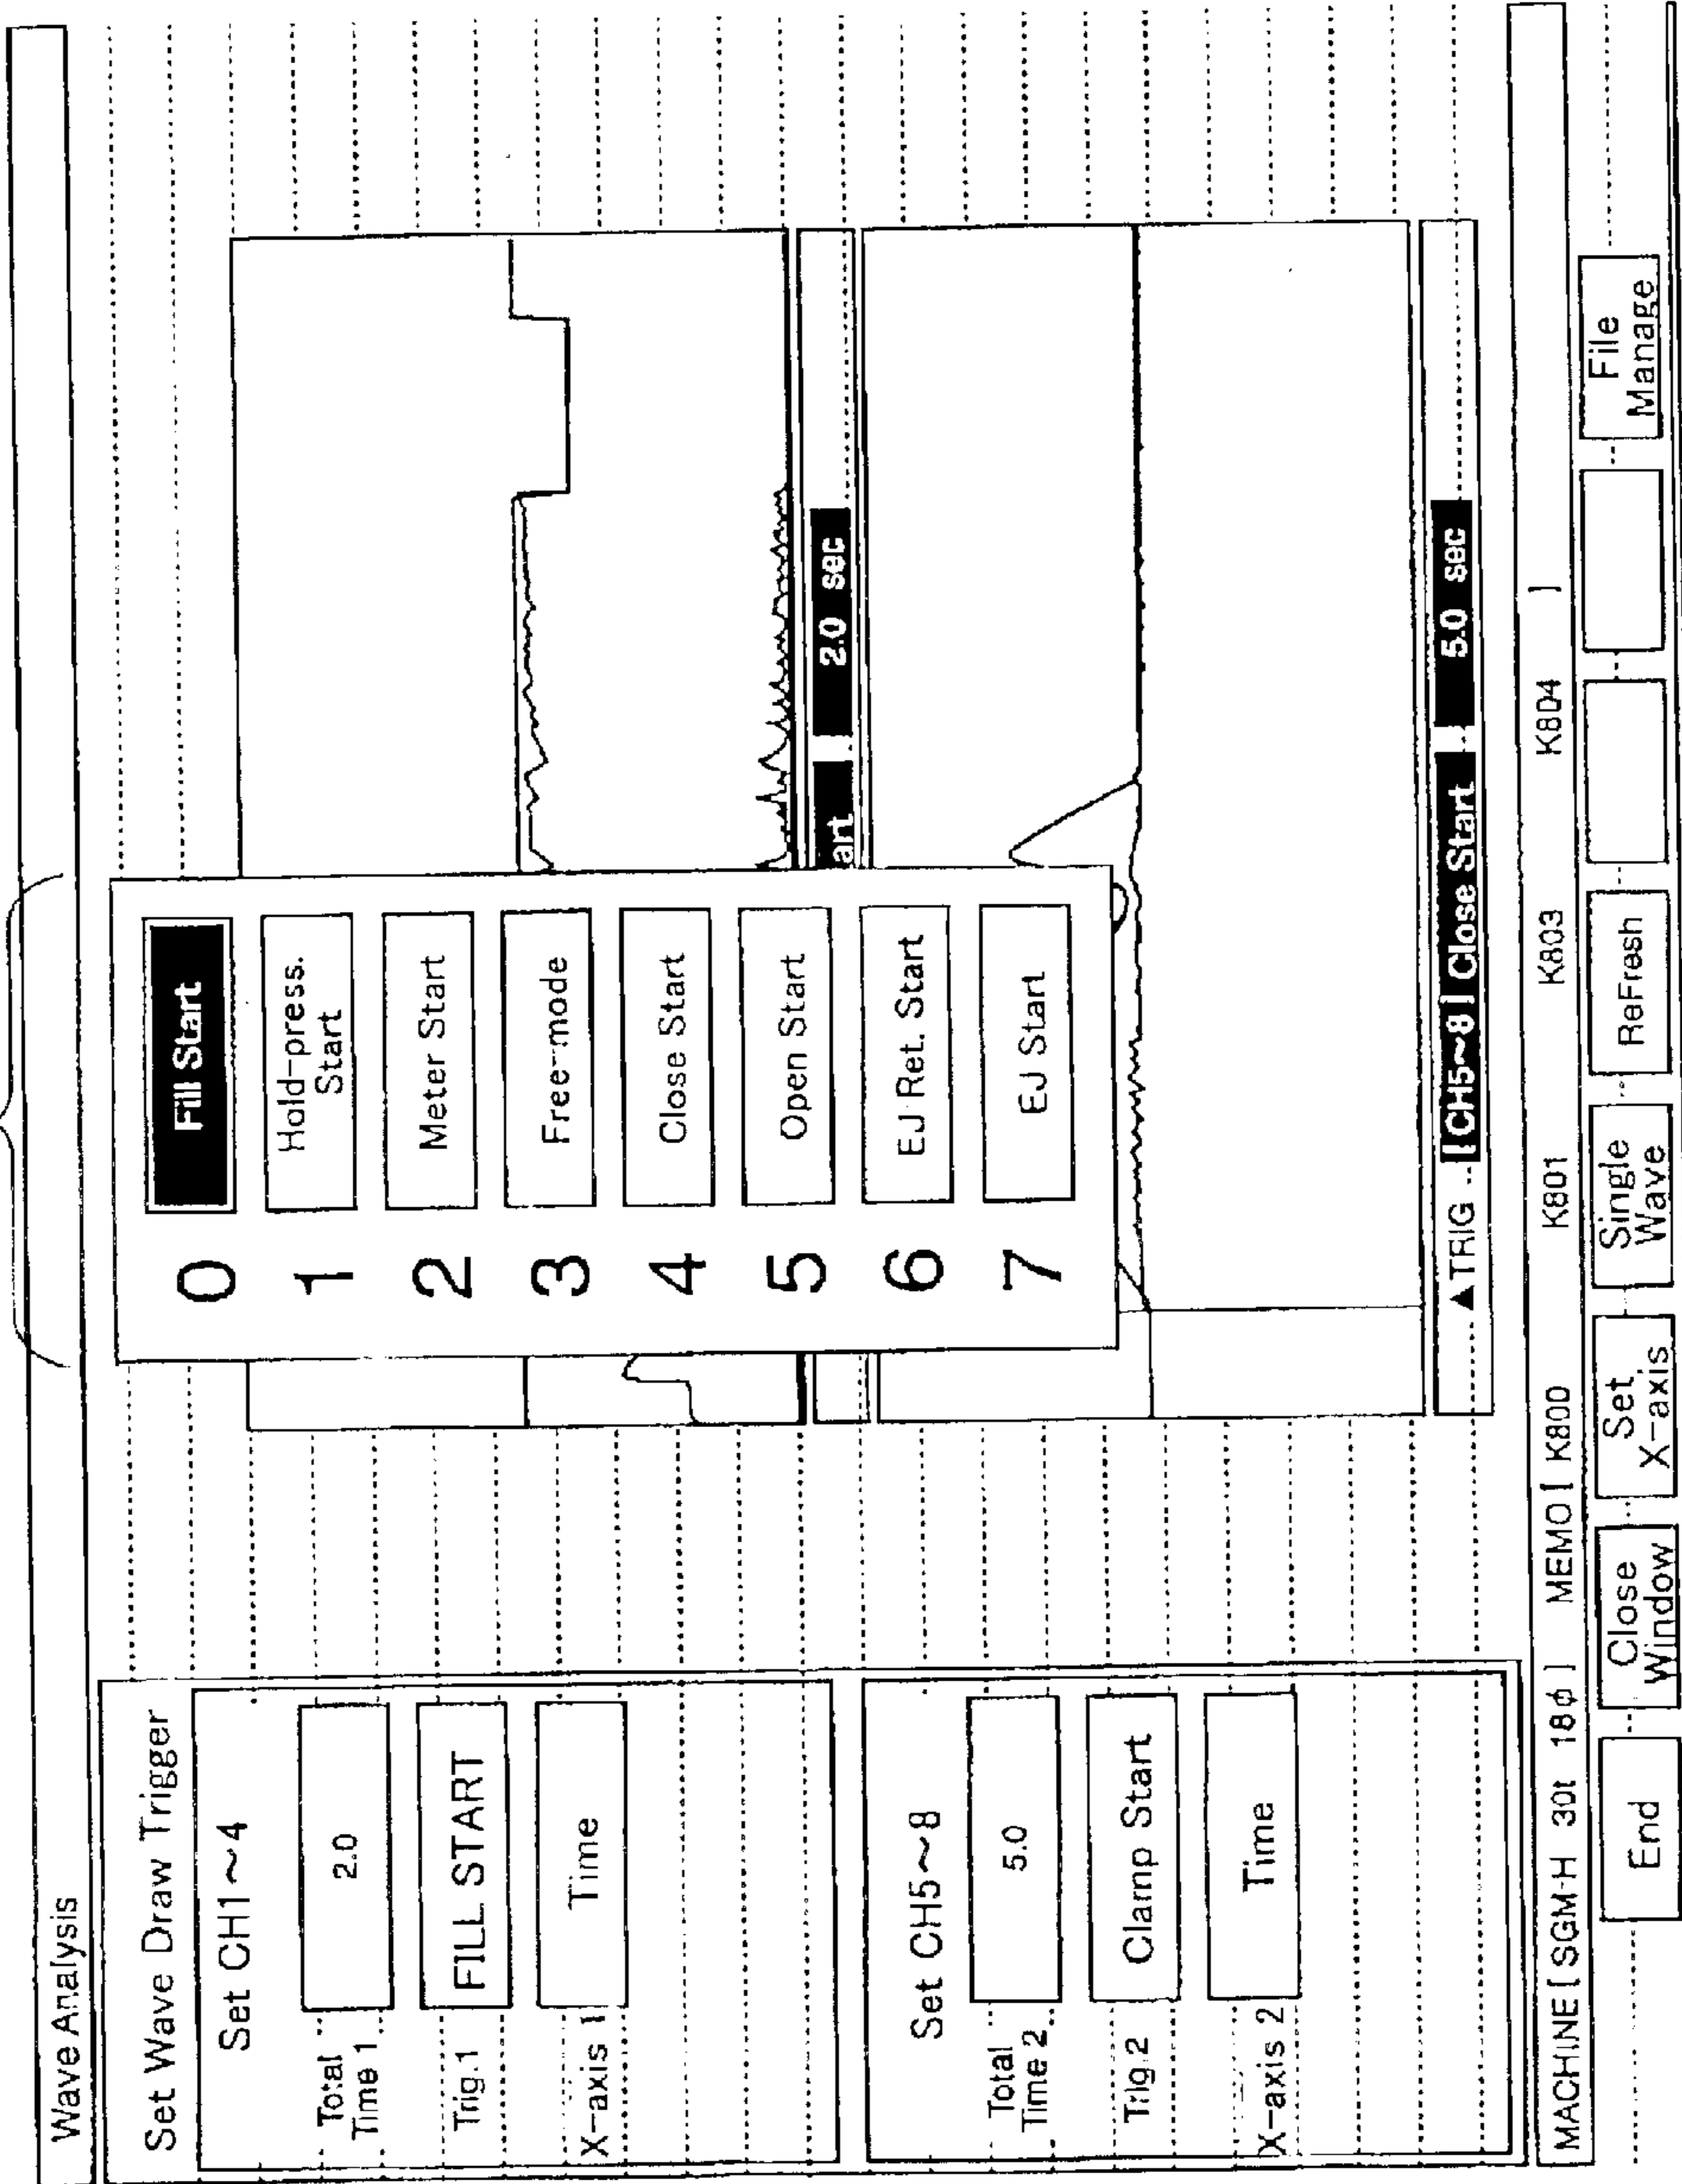 Wave Analysis
Set Wave Draw Trigger
Set CH1~4
Total
Time 1
2.0
Trig.1
FILL START
X-axis 1
Time
Set CH5~8
Total
Time 2
5.0
Trig.2
Clamp Start
X-axis 2
Time
0 Fill Start
1 Hold-press.
Start
2 Meter Start
3 Free-mode
4 Close Start
5 Open Start
6 EJ Ret. Start
7 EJ Start
art 2.0 sec
▲TRIG [CH5~8] Close Start 5.0 sec
MACHINE [SGM-H 30t 18φ ] MEMO [ K800 K801 K803 K804 ]
End
Close
Window
Set
X-axis
Single
Wave
ReFresh
File
Manage